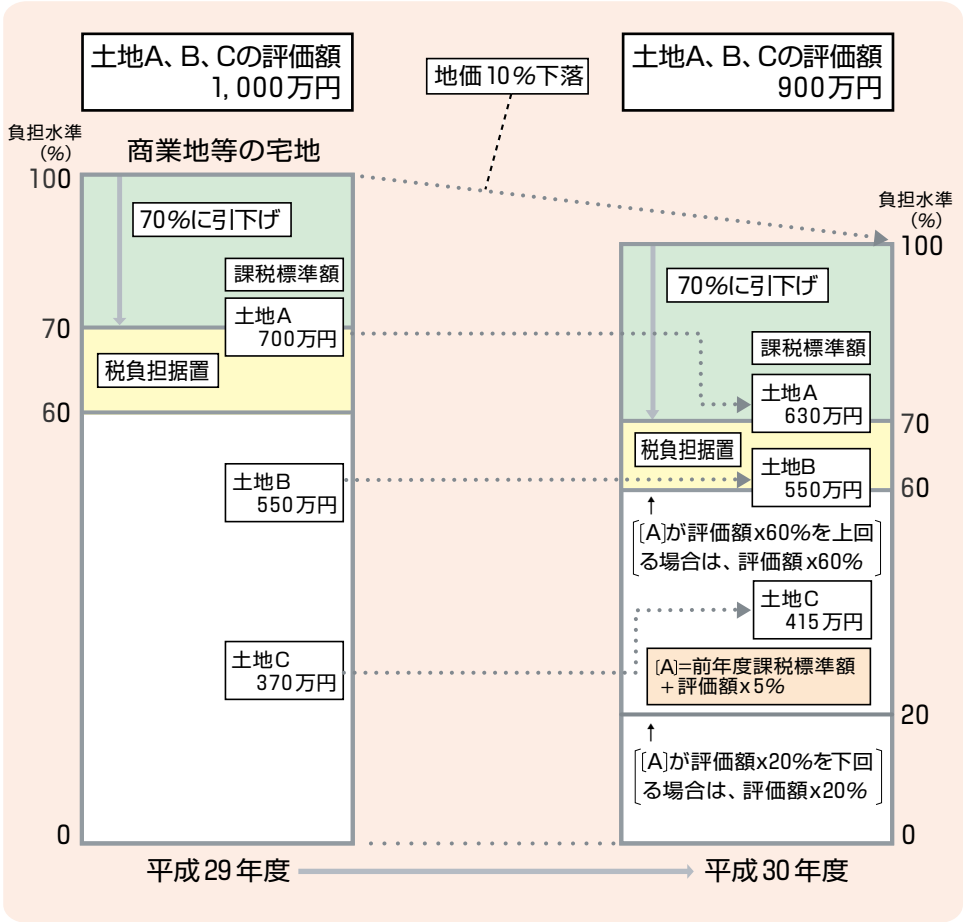 土地A、B、Cの評価額
1,000万円
土地A、B、Cの評価額
900万円
地価10%下落
負担水準
(%)
商業地等の宅地
100
70%に引下げ
課税標準額
土地A
700万円
70
税負担据置
60
土地B
550万円
土地C
370万円
0
平成29年度
負担水準
(%)
100
70%に引下げ
課税標準額
土地A
630万円
70
税負担据置
土地B
550万円
60
↑
[A]が評価額x60%を上回
る場合は、評価額x60%
土地C
415万円
[A]=前年度課税標準額
+評価額x5%
20
↑
[A]が評価額x20%を下回
る場合は、評価額x20%
0
平成30年度